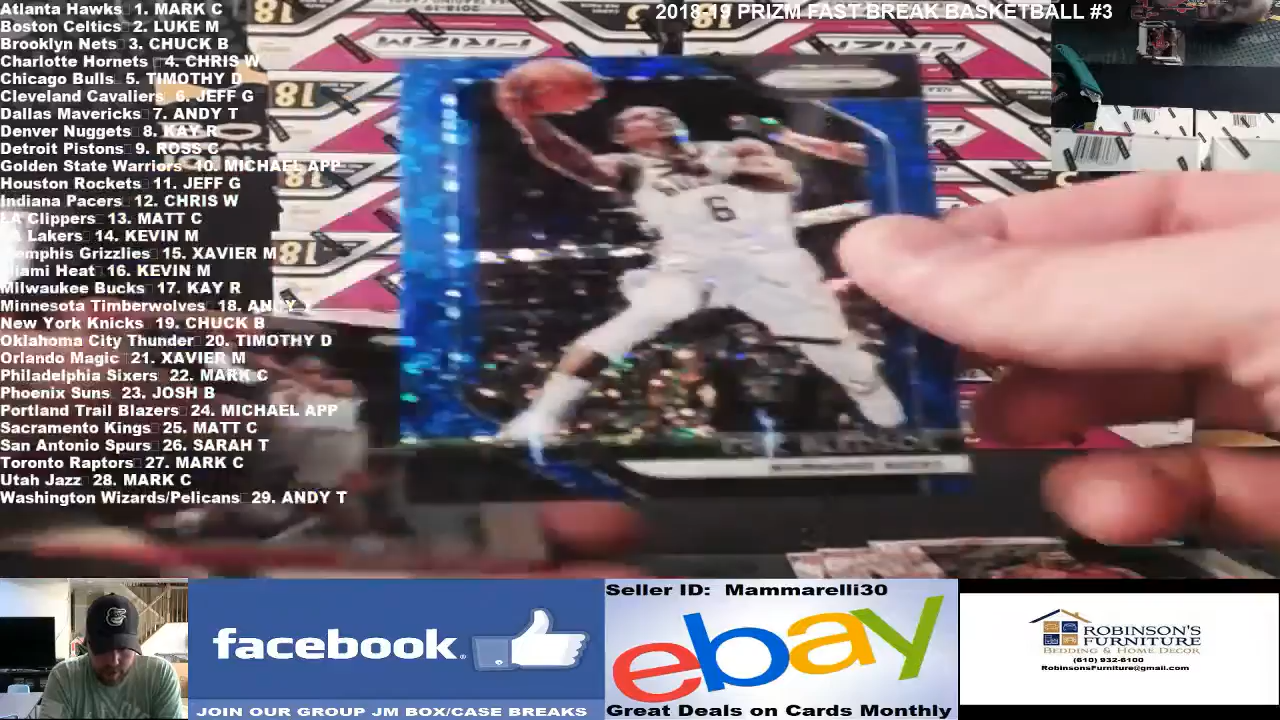 2018-19 PRIZM FAST BREAK BASKETBALL #3
Atlanta Hawks 1. MARK C
Boston Celtics 2. LUKE M
Brooklyn Nets 3. CHUCK B
Charlotte Hornets 4. CHRIS W
Chicago Bulls 5. TIMOTHY D
Cleveland Cavaliers 6. JEFF G
Dallas Mavericks 7. ANDY T
Denver Nuggets 8. KAY R
Detroit Pistons 9. ROSS C
Golden State Warriors 10. MICHAEL APP
Houston Rockets 11. JEFF G
Indiana Pacers 12. CHRIS W
LA Clippers 13. MATT C
Lakers 14. KEVIN M
Memphis Grizzlies 15. XAVIER M
Miami Heat 16. KEVIN M
Milwaukee Bucks 17. KAY R
Minnesota Timberwolves 18. ANDY
New York Knicks 19. CHUCK B
Oklahoma City Thunder 20. TIMOTHY D
Orlando Magic 21. XAVIER M
Philadelphia Sixers 22. MARK C
Phoenix Suns 23. JOSH B
Portland Trail Blazers 24. MICHAEL APP
Sacramento Kings 25. MATT C
San Antonio Spurs 26. SARAH T
Toronto Raptors 27. MARK C
Utah Jazz 28. MARK C
Washington Wizards/Pelicans 29. ANDY T
PRIZM
PRIZM
PRIZM
18
18
18
6
facebook
JOIN OUR GROUP JM BOX/CASE BREAKS
Seller ID: Mammarelli30
ebay
Great Deals on Cards Monthly
ROBINSON'S
FURNITURE
BEDDING & HOME DECOR
(610) 932-6100
RobinsonsFurniture@gmail.com